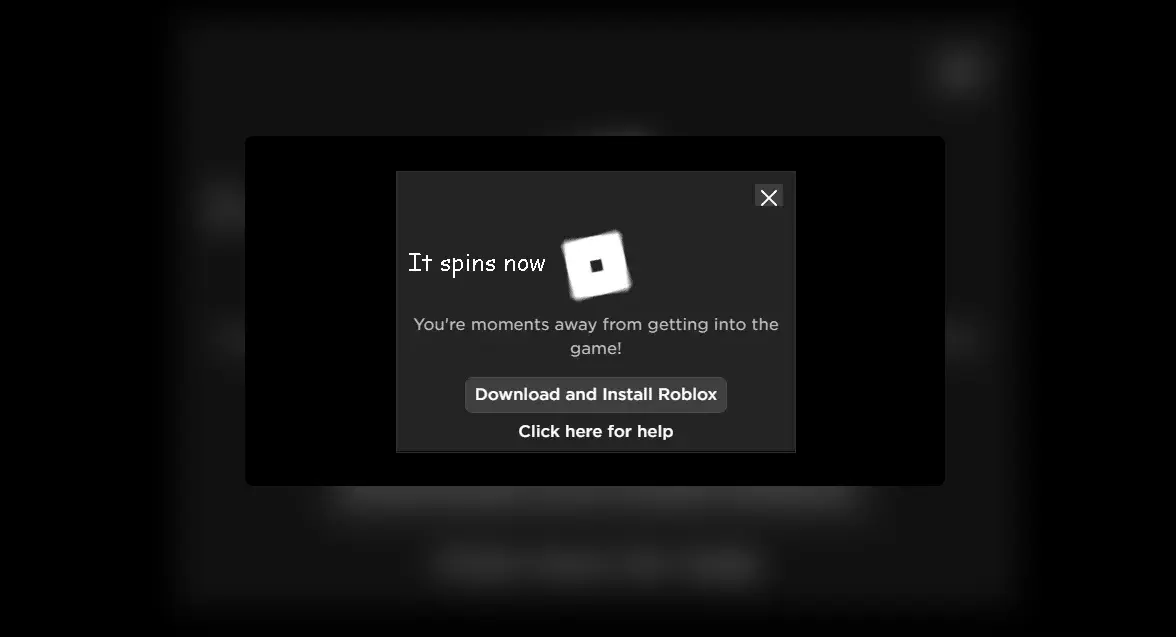 It spins now
You're moments away from getting into the
game!
Download and Install Roblox
Click here for help